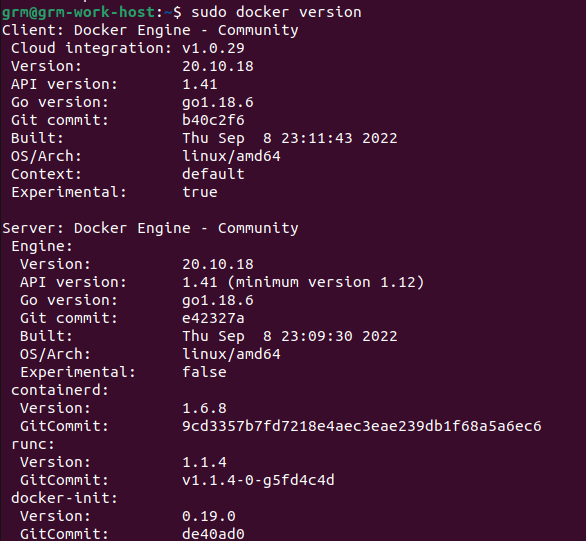 grm@grm-work-host:~$ sudo docker version
Client: Docker Engine - Community
 Cloud integration: v1.0.29
 Version:           20.10.18
 API version:       1.41
 Go version:        go1.18.6
 Git commit:        b40c2f6
 Built:             Thu Sep  8 23:11:43 2022
 OS/Arch:           linux/amd64
 Context:           default
 Experimental:      true

Server: Docker Engine - Community
 Engine:
  Version:          20.10.18
  API version:      1.41 (minimum version 1.12)
  Go version:       go1.18.6
  Git commit:       e42327a
  Built:            Thu Sep  8 23:09:30 2022
  OS/Arch:          linux/amd64
  Experimental:     false
 containerd:
  Version:          1.6.8
  GitCommit:        9cd3357b7fd7218e4aec3eae239db1f68a5a6ec6
 runc:
  Version:          1.1.4
  GitCommit:        v1.1.4-0-g5fd4c4d
 docker-init:
  Version:          0.19.0
  GitCommit:        de40ad0